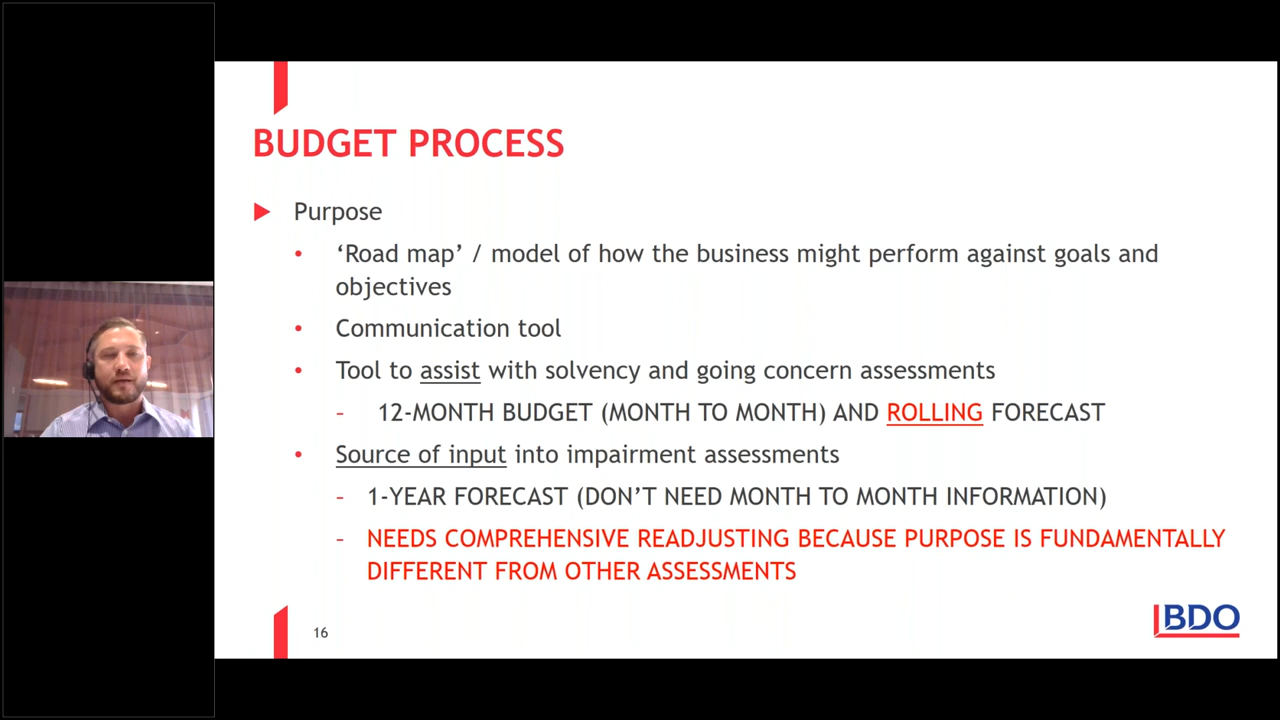 BUDGET PROCESS
Purpose
‘Road map’ / model of how the business might perform against goals and
objectives
Communication tool
Tool to assist with solvency and going concern assessments
- 12-MONTH BUDGET (MONTH TO MONTH) AND ROLLING FORECAST
Source of input into impairment assessments
- 1-YEAR FORECAST (DON’T NEED MONTH TO MONTH INFORMATION)
- NEEDS COMPREHENSIVE READJUSTING BECAUSE PURPOSE IS FUNDAMENTALLY
DIFFERENT FROM OTHER ASSESSMENTS
16
BDO